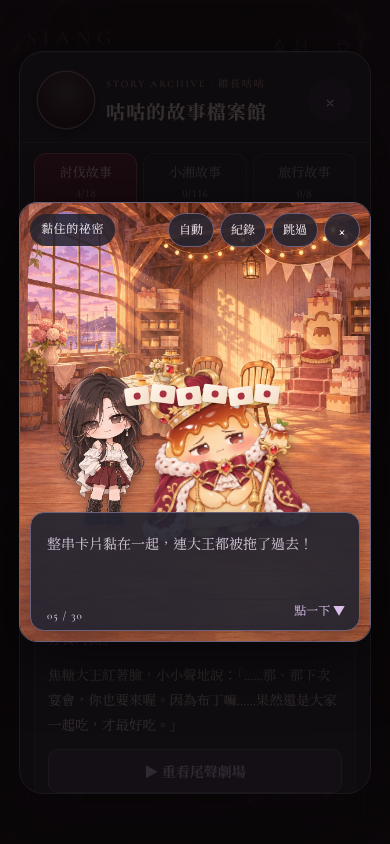 STORY ARCHIVE · 館長咕咕
咕咕的故事檔案館
×
討伐故事
小湘故事
旅行故事
4/18
0/116
0/8
黏住的祕密
自動
紀錄
跳過
×
整串卡片黏在一起，連大王都被拖了過去！
05 / 30
點一下▼
焦糖大王紅著臉，小小聲地說：「……那、那下次
宴會，你也要來喔。因為布丁嘛……果然還是大家
一起吃，才最好吃。」
▶ 重看尾聲劇場